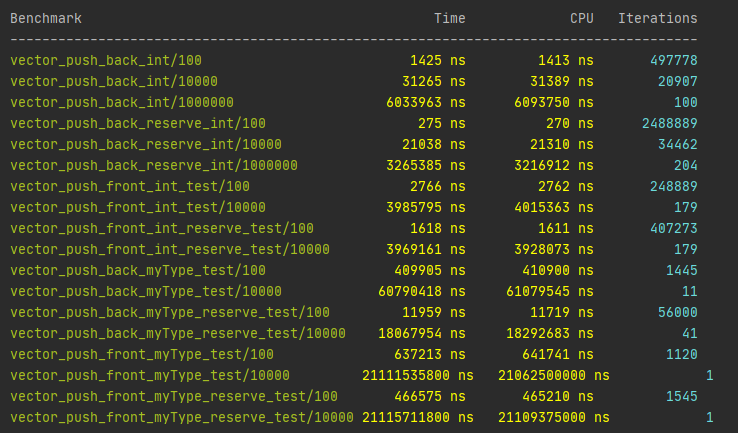 Benchmark Time CPU Iterations
--------------------------------------------------------------------------------------
vector_push_back_int/100 1425 ns 1413 ns 497778
vector_push_back_int/10000 31265 ns 31389 ns 20907
vector_push_back_int/1000000 6033963 ns 6093750 ns 100
vector_push_back_reserve_int/100 275 ns 270 ns 2488889
vector_push_back_reserve_int/10000 21038 ns 21310 ns 34462
vector_push_back_reserve_int/1000000 3265385 ns 3216912 ns 204
vector_push_front_int_test/100 2766 ns 2762 ns 248889
vector_push_front_int_test/10000 3985795 ns 4015363 ns 179
vector_push_front_int_reserve_test/100 1618 ns 1611 ns 407273
vector_push_front_int_reserve_test/10000 3969161 ns 3928073 ns 179
vector_push_back_myType_test/100 409905 ns 410900 ns 1445
vector_push_back_myType_test/10000 60790418 ns 61079545 ns 11
vector_push_back_myType_reserve_test/100 11959 ns 11719 ns 56000
vector_push_back_myType_reserve_test/10000 18067954 ns 18292683 ns 41
vector_push_front_myType_test/100 637213 ns 641741 ns 1120
vector_push_front_myType_test/10000 21111535800 ns 21062500000 ns 1
vector_push_front_myType_reserve_test/100 466575 ns 465210 ns 1545
vector_push_front_myType_reserve_test/10000 21115711800 ns 21109375000 ns 1